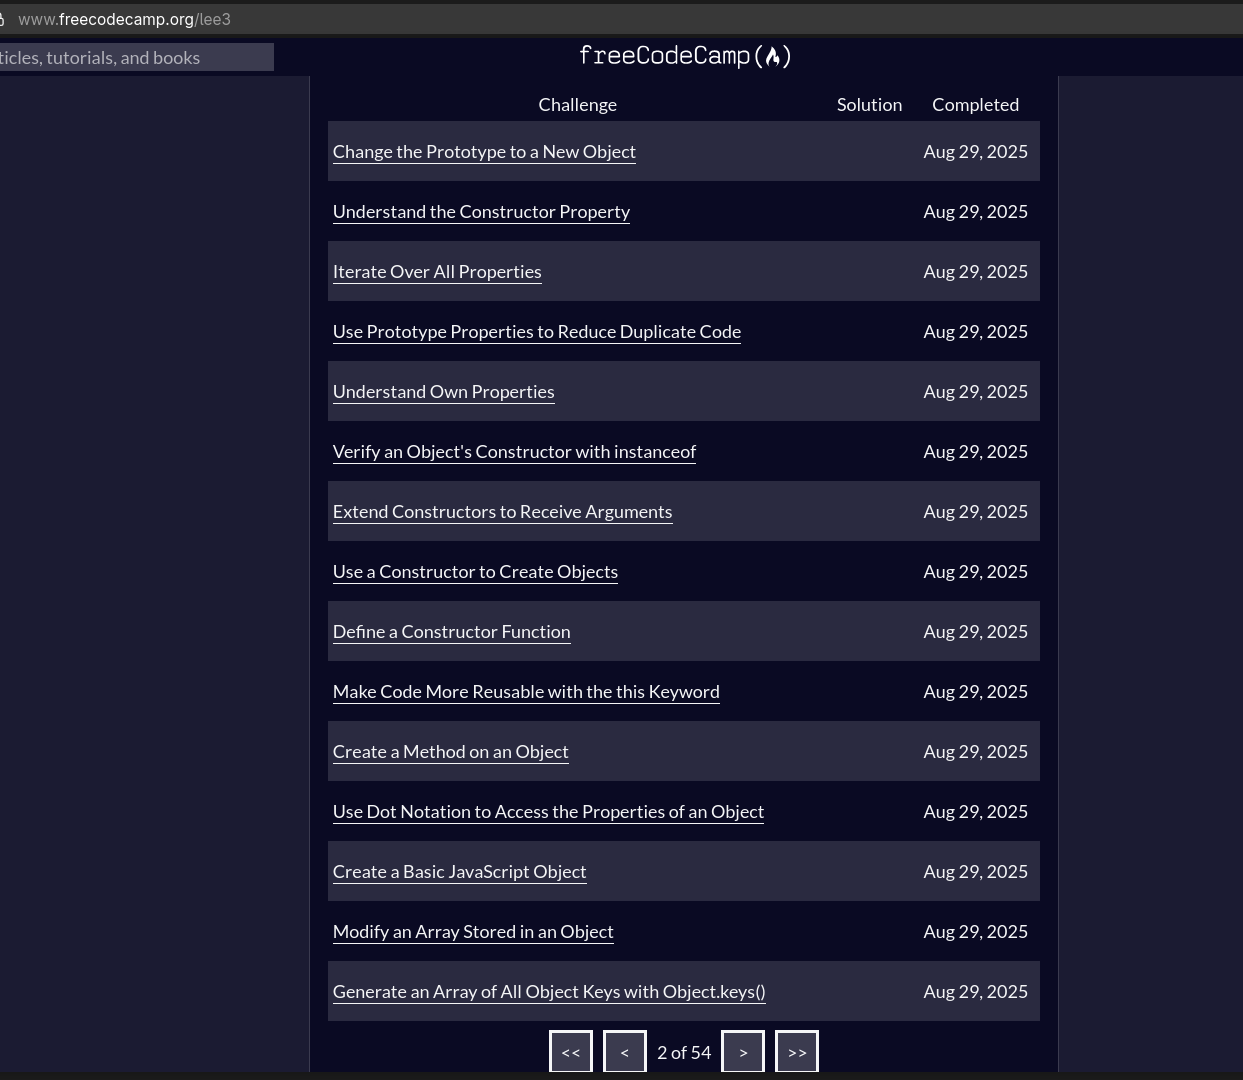 www.freecodecamp.org/lee3
ticles, tutorials, and books
freeCodeCamp
Challenge Solution Completed
Change the Prototype to a New Object Aug 29, 2025
Understand the Constructor Property Aug 29, 2025
Iterate Over All Properties Aug 29, 2025
Use Prototype Properties to Reduce Duplicate Code Aug 29, 2025
Understand Own Properties Aug 29, 2025
Verify an Object's Constructor with instanceof Aug 29, 2025
Extend Constructors to Receive Arguments Aug 29, 2025
Use a Constructor to Create Objects Aug 29, 2025
Define a Constructor Function Aug 29, 2025
Make Code More Reusable with the this Keyword Aug 29, 2025
Create a Method on an Object Aug 29, 2025
Use Dot Notation to Access the Properties of an Object Aug 29, 2025
Create a Basic JavaScript Object Aug 29, 2025
Modify an Array Stored in an Object Aug 29, 2025
Generate an Array of All Object Keys with Object.keys() Aug 29, 2025
<< < 2 of 54 > >>